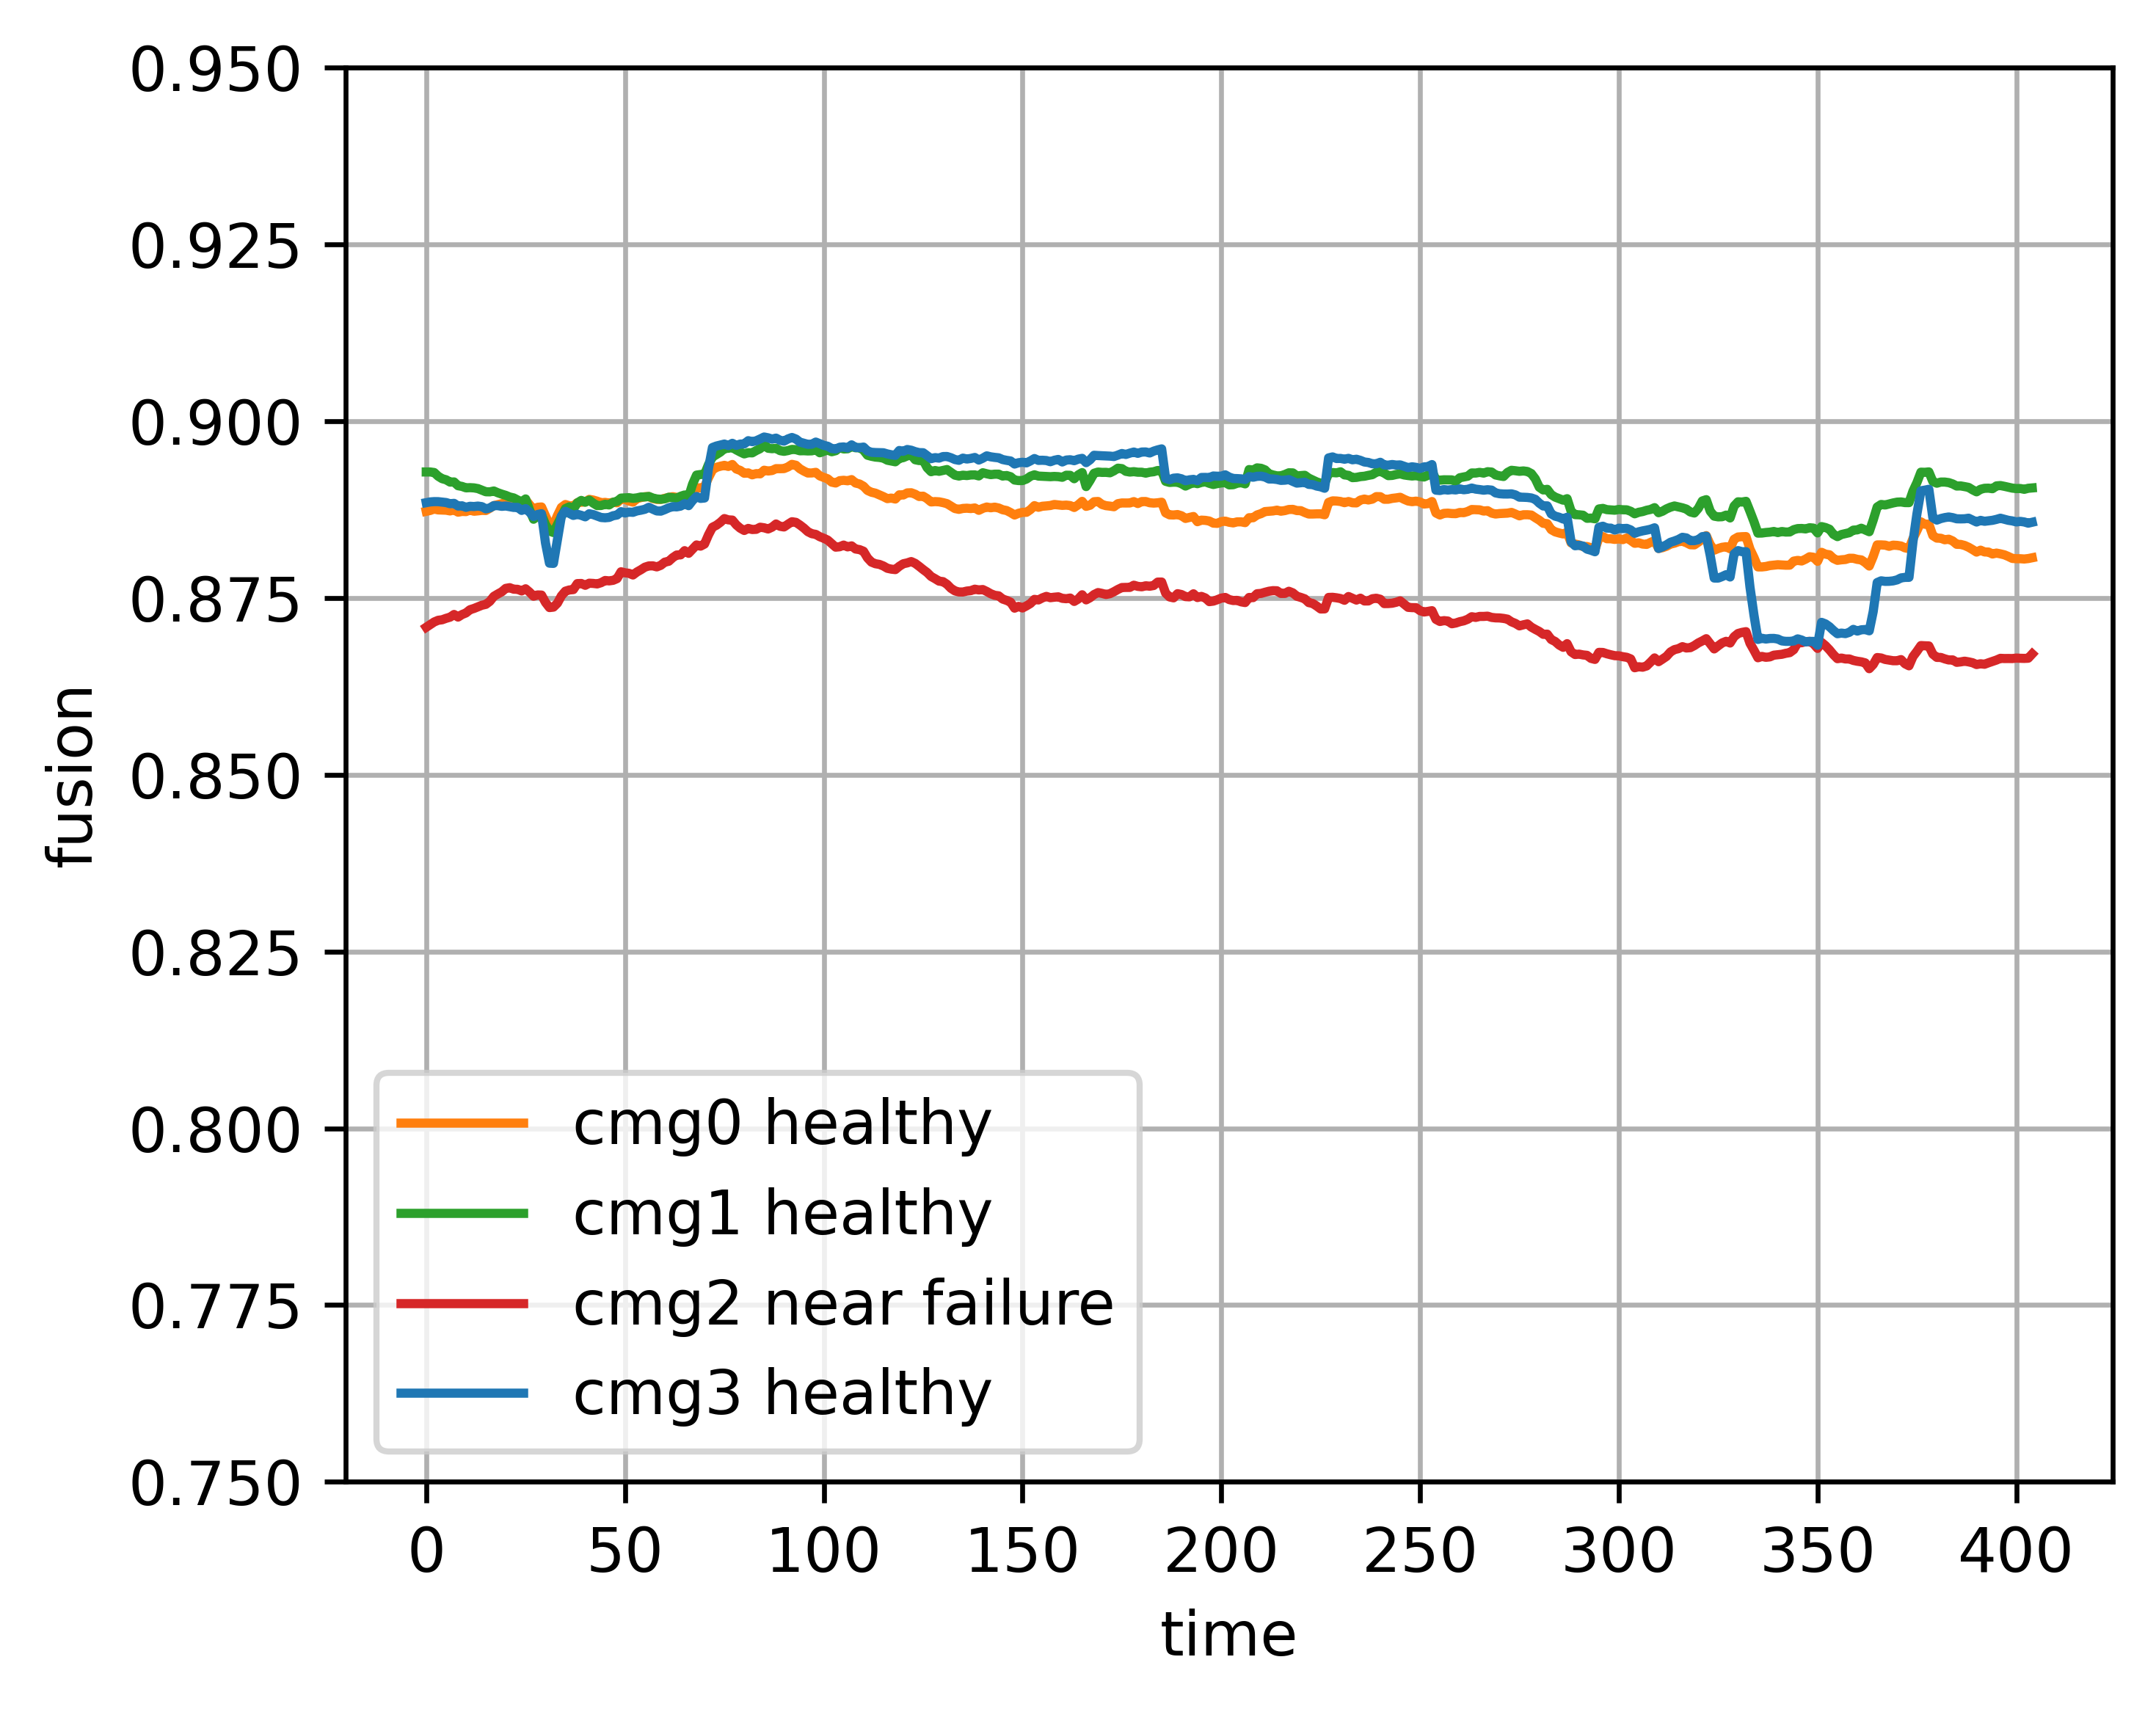 0.950
0.925
0.900
0.875
0.850
0.825
0.800
0.775
0.750
fusion
cmg0 healthy
cmg1 healthy
cmg2 near failure
cmg3 healthy
0 50 100 150 200 250 300 350 400
time